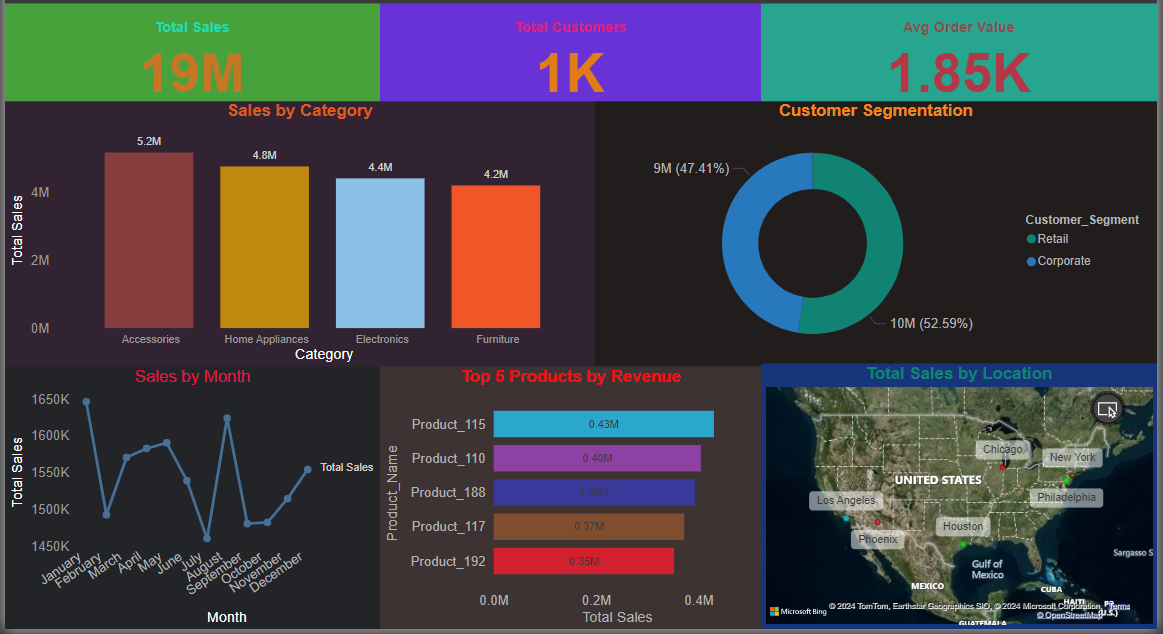 Total Sales
19M
Total Customers
1K
Avg Order Value
1.85K
Sales by Category
Total Sales
4M
2M
0M
5.2M
4.8M
4.4M
4.2M
Accessories
Home Appliances
Electronics
Furniture
Category
Customer Segmentation
9M (47.41%)
10M (52.59%)
Customer_Segment
Retail
Corporate
Sales by Month
Total Sales
1650K
1600K
1550K
1500K
1450K
Total Sales
January
February
March
April
May
June
July
August
September
October
November
December
Month
Top 5 Products by Revenue
Product_Name
Product_115
0.43M
Product_110
0.40M
Product_188
0.38M
Product_117
0.37M
Product_192
0.35M
0.0M
0.2M
0.4M
Total Sales
Total Sales by Location
Chicago
New York
UNITED STATES
Los Angeles
Philadelphia
Houston
Phoenix
Sargasso S
Gulf of
Mexico
MEXICO
CUBA
HAITI
(U.S.)
Microsoft Bing
© 2024 TomTom, Earthstar Geographics SIO, © 2024 Microsoft Corporation, Terms
© OpenStreetMap
GUATEMALA